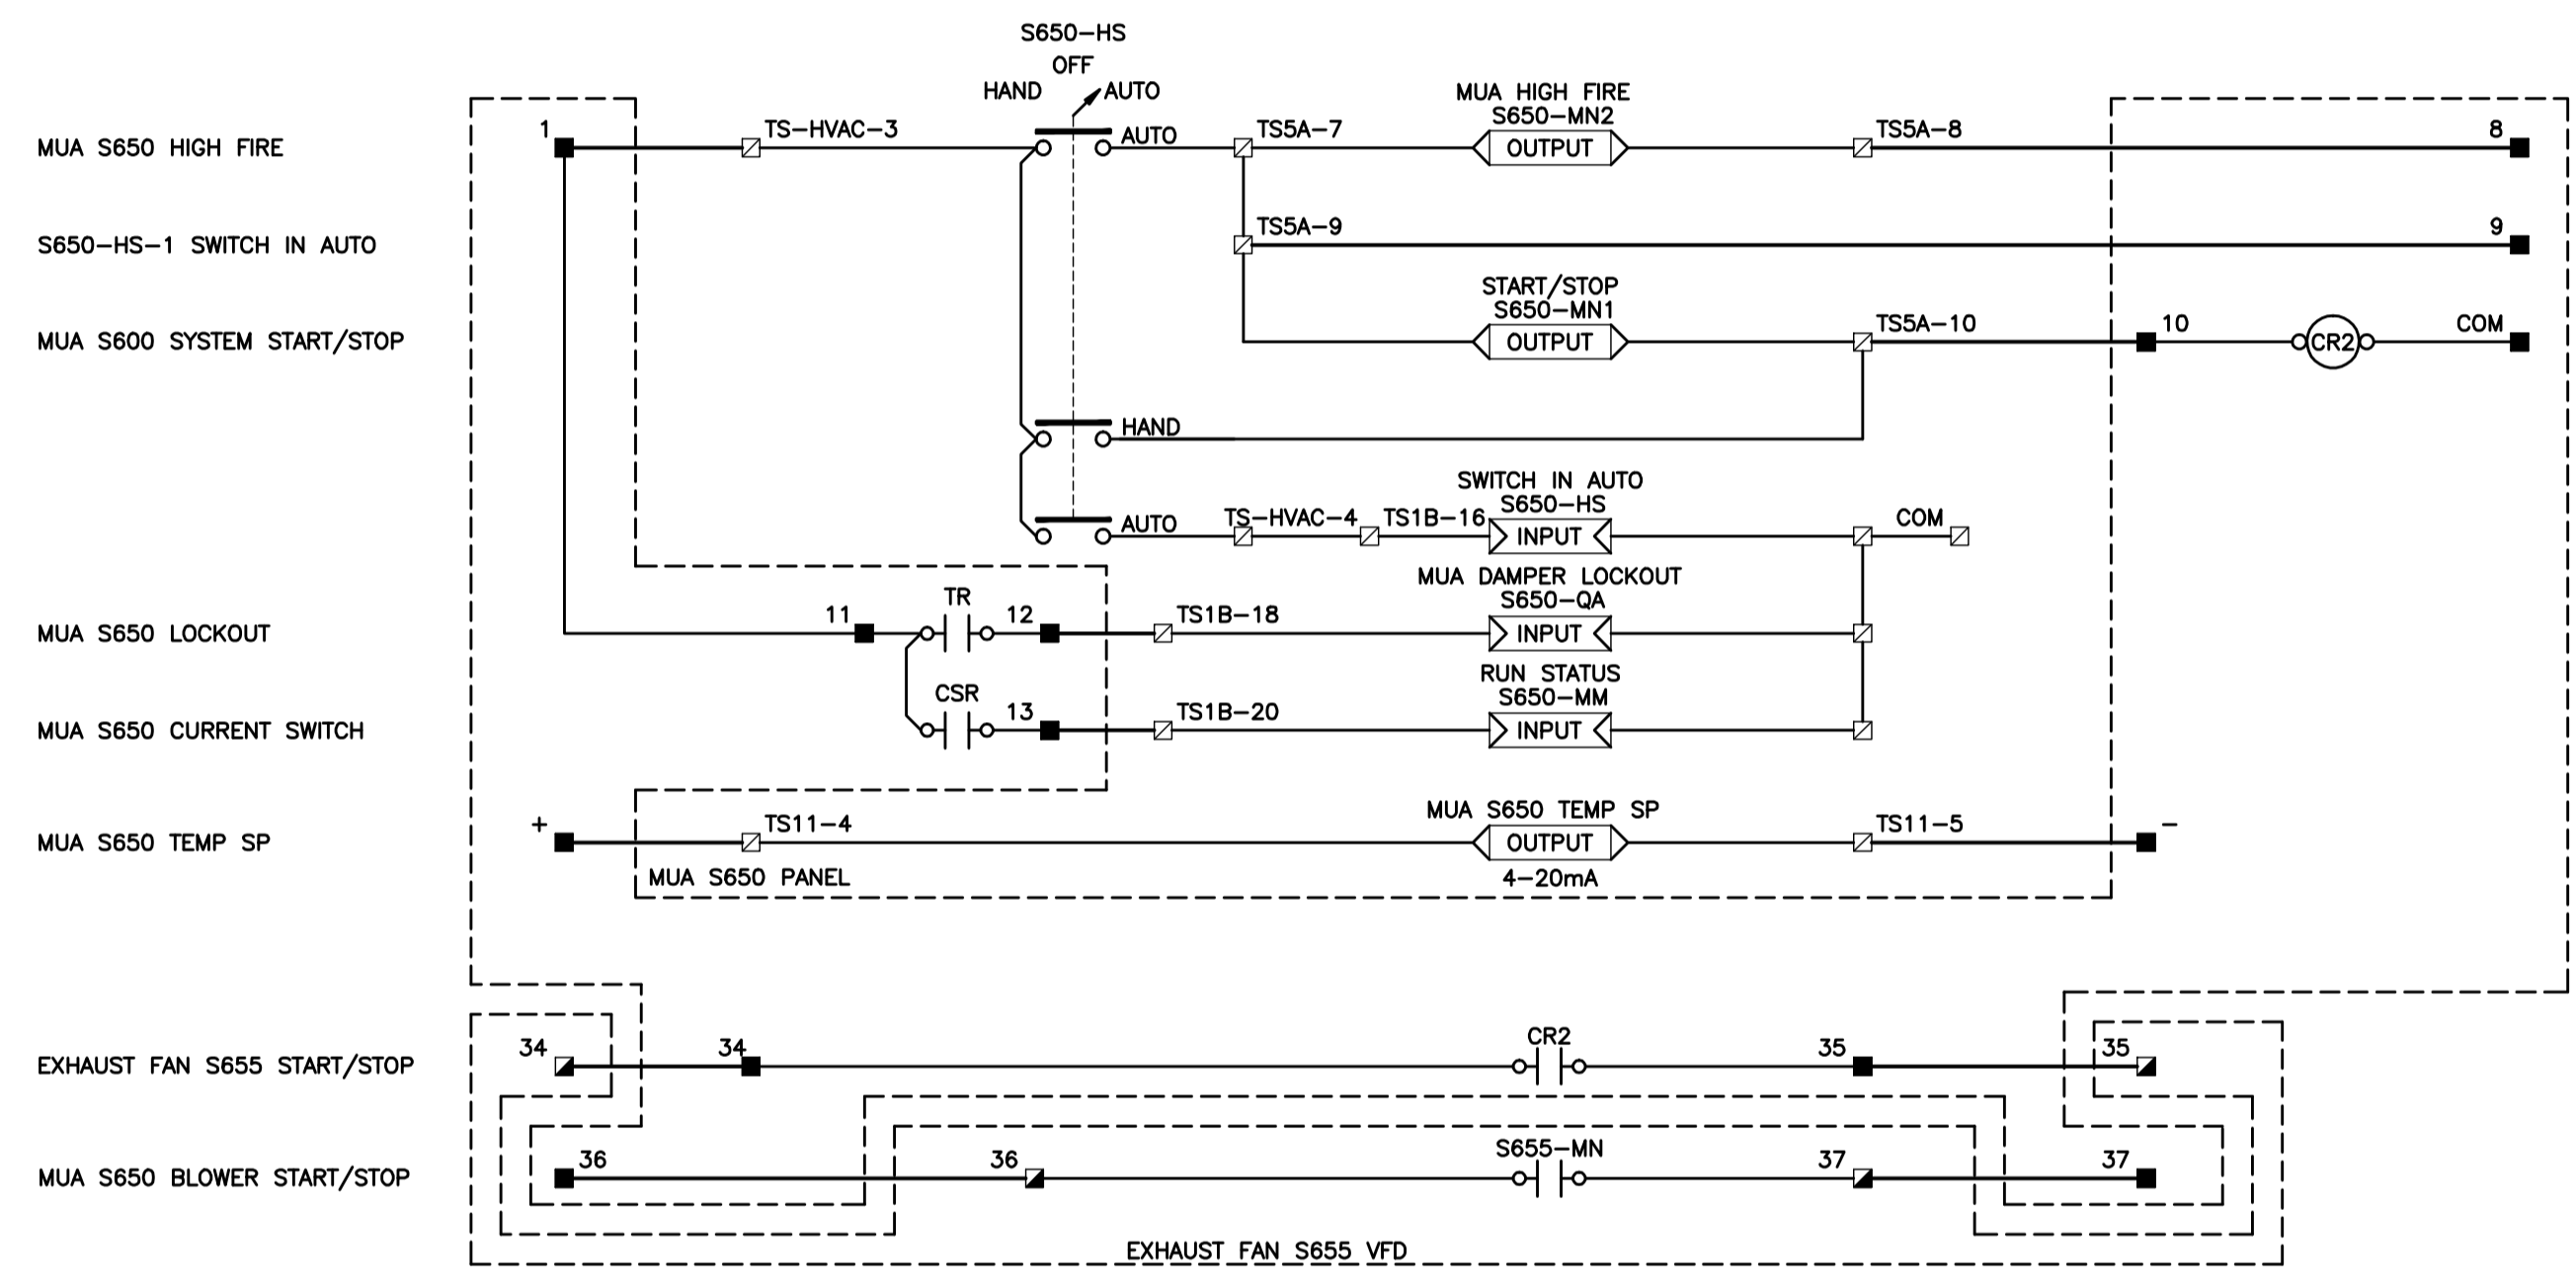 S650-HS
OFF
HAND AUTO
MUA S650 HIGH FIRE
1
TS-HVAC-3
AUTO
TS5A-7
MUA HIGH FIRE
S650-MN2
OUTPUT
TS5A-8
8
S650-HS-1 SWITCH IN AUTO
TS5A-9
9
MUA S600 SYSTEM START/STOP
START/STOP
S650-MN1
OUTPUT
TS5A-10
10
CR2
COM
HAND
AUTO
TS-HVAC-4
TS1B-16
SWITCH IN AUTO
S650-HS
INPUT
COM
MUA S650 LOCKOUT
11
TR
12
TS1B-18
MUA DAMPER LOCKOUT
S650-QA
INPUT
MUA S650 CURRENT SWITCH
CSR
13
TS1B-20
RUN STATUS
S650-MM
INPUT
MUA S650 TEMP SP
+
TS11-4
MUA S650 TEMP SP
OUTPUT
4-20mA
TS11-5
-
MUA S650 PANEL
EXHAUST FAN S655 START/STOP
34
34
CR2
35
35
MUA S650 BLOWER START/STOP
36
36
S655-MN
37
37
EXHAUST FAN S655 VFD